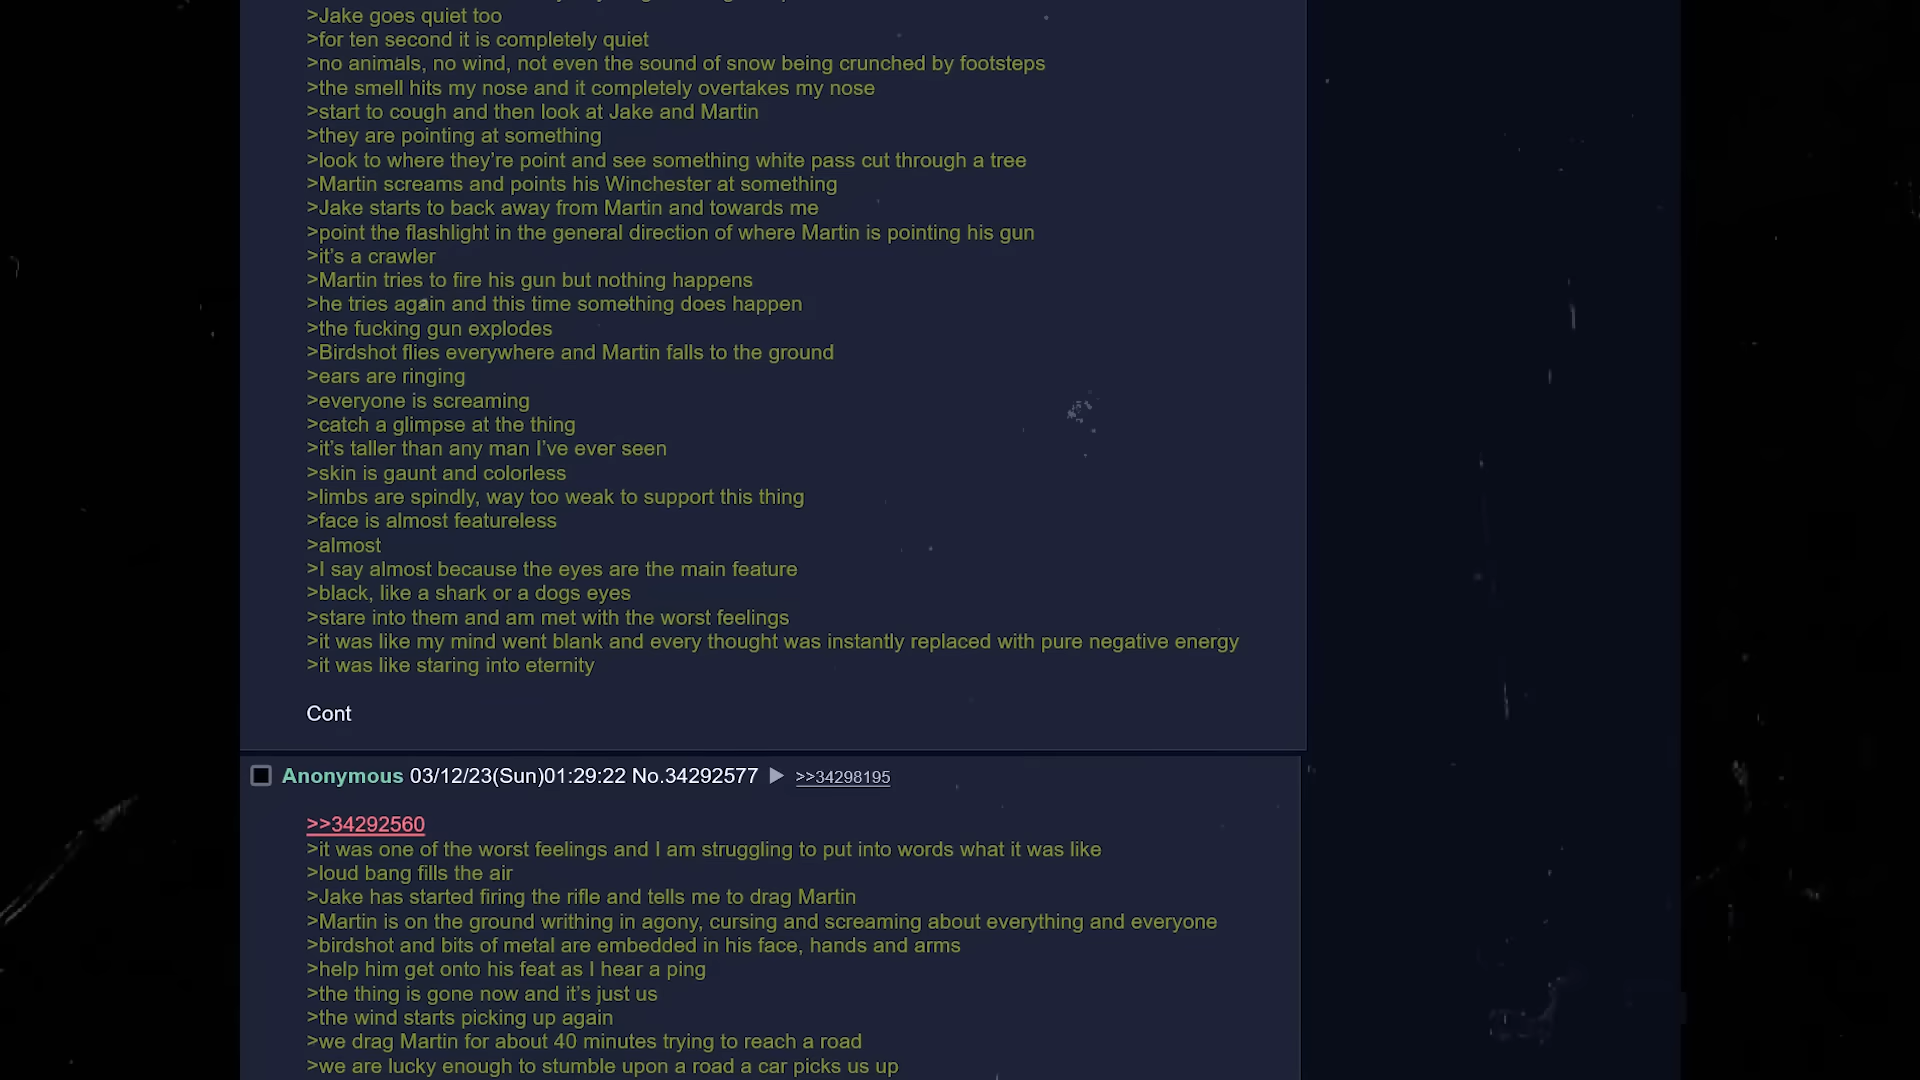 >Jake goes quiet too
>for ten second it is completely quiet
>no animals, no wind, not even the sound of snow being crunched by footsteps
>the smell hits my nose and it completely overtakes my nose
>start to cough and then look at Jake and Martin
>they are pointing at something
>look to where they're point and see something white pass cut through a tree
>Martin screams and points his Winchester at something
>Jake starts to back away from Martin and towards me
>point the flashlight in the general direction of where Martin is pointing his gun
>it's a crawler
>Martin tries to fire his gun but nothing happens
>he tries again and this time something does happen
>the fucking gun explodes
>Birdshot flies everywhere and Martin falls to the ground
>ears are ringing
>everyone is screaming
>catch a glimpse at the thing
>it's taller than any man I've ever seen
>skin is gaunt and colorless
>limbs are spindly, way too weak to support this thing
>face is almost featureless
>almost
>I say almost because the eyes are the main feature
>black, like a shark or a dogs eyes
>stare into them and am met with the worst feelings
>it was like my mind went blank and every thought was instantly replaced with pure negative energy
>it was like staring into eternity
Cont
Anonymous 03/12/23(Sun)01:29:22 No.34292577 ▶ >>34298195
>>34292560
>it was one of the worst feelings and I am struggling to put into words what it was like
>loud bang fills the air
>Jake has started firing the rifle and tells me to drag Martin
>Martin is on the ground writhing in agony, cursing and screaming about everything and everyone
>birdshot and bits of metal are embedded in his face, hands and arms
>help him get onto his feat as I hear a ping
>the thing is gone now and it's just us
>the wind starts picking up again
>we drag Martin for about 40 minutes trying to reach a road
>we are lucky enough to stumble upon a road a car picks us up